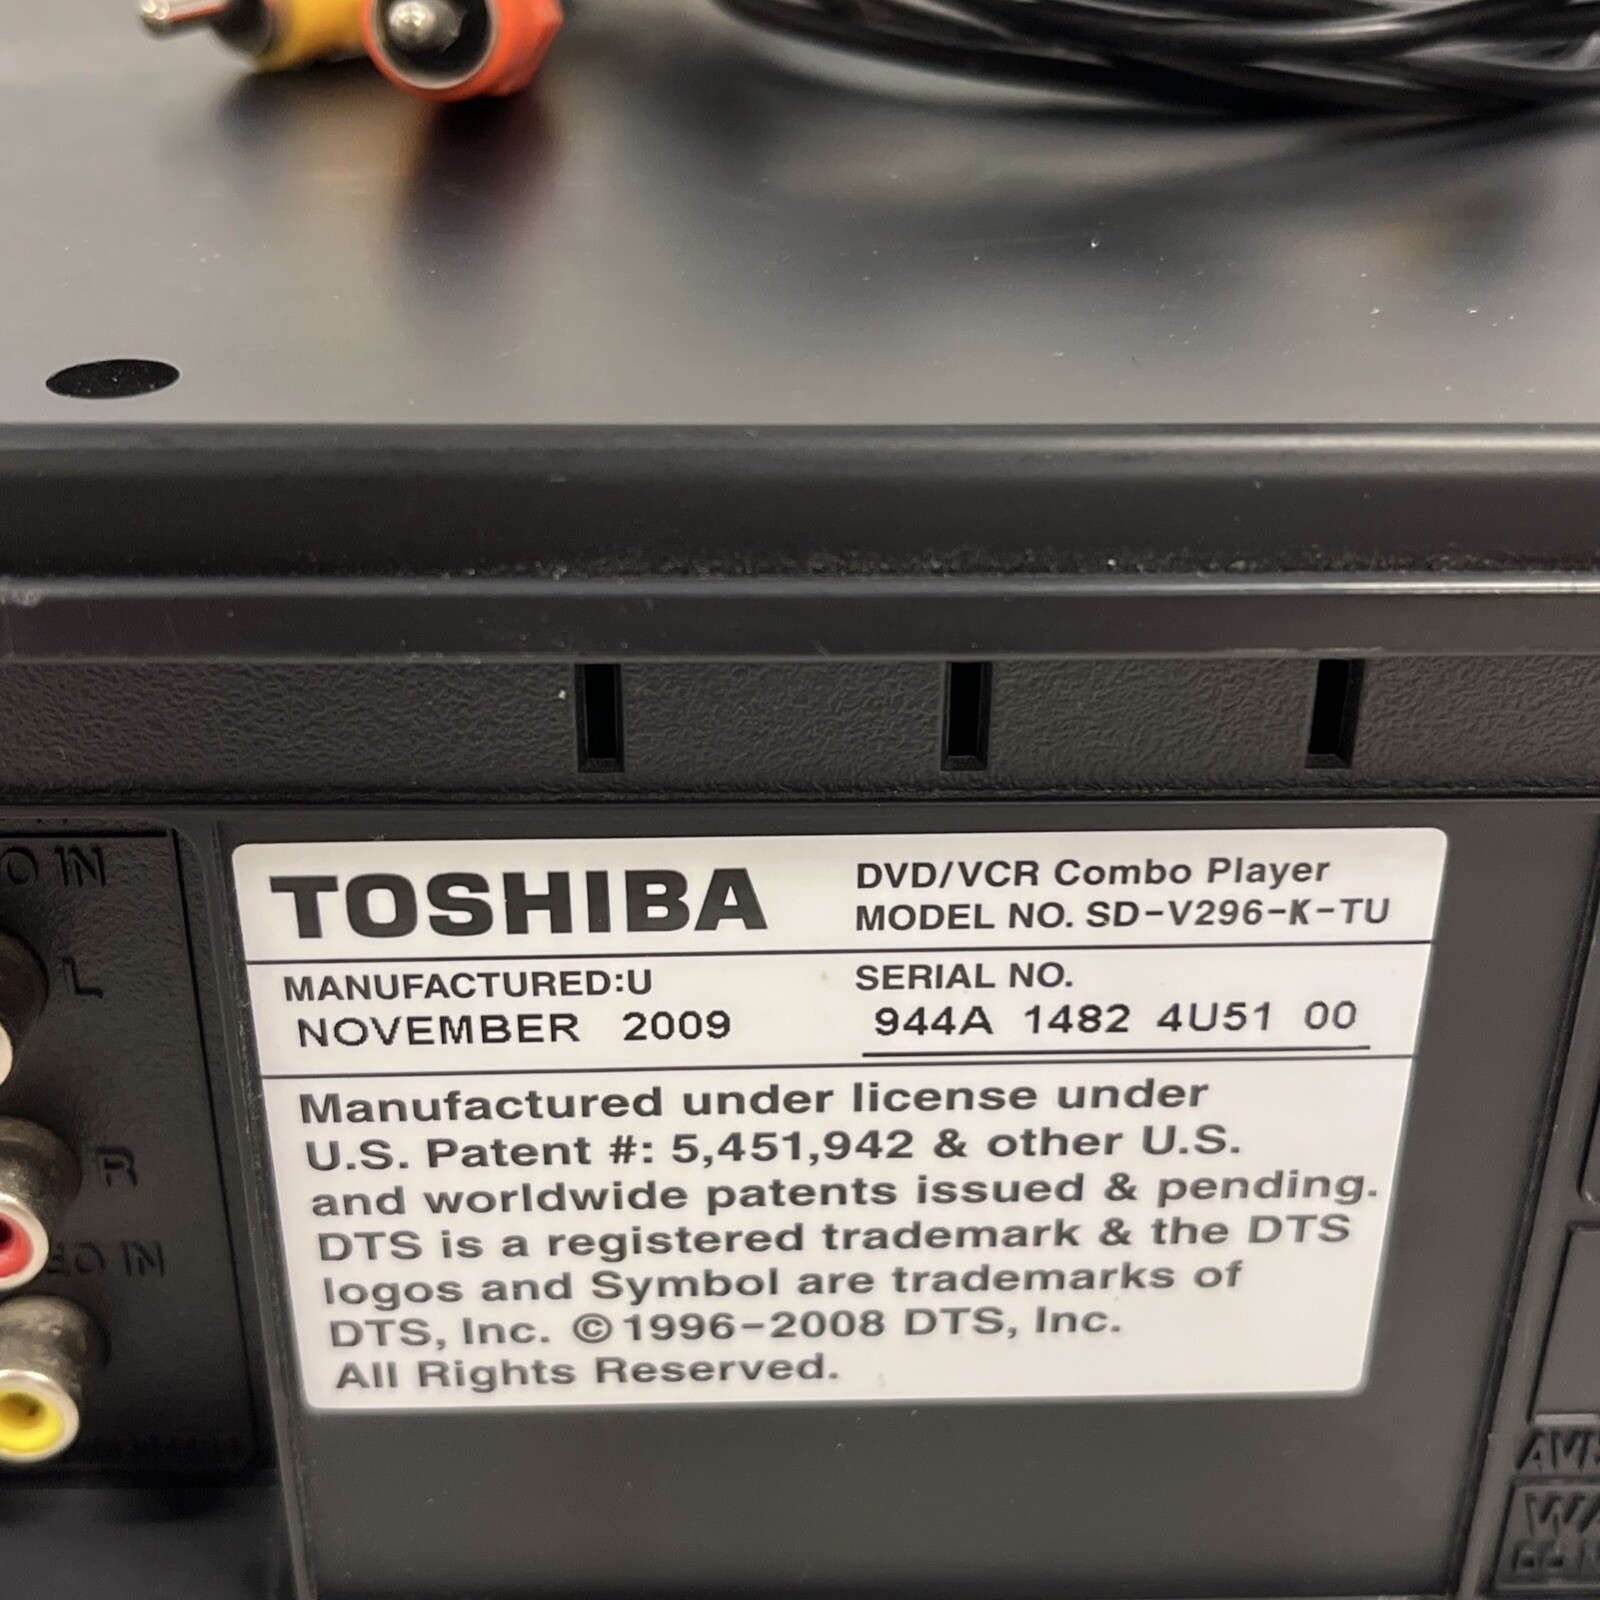 TOSHIBA
DVD/VCR Combo Player
MODEL NO. SD-V296-K-TU
MANUFACTURED:U
NOVEMBER 2009
SERIAL NO.
944A 1482 4U51 00
Manufactured under license under
U.S. Patent #: 5,451,942 & other U.S.
and worldwide patents issued & pending.
DTS is a registered trademark & the DTS
logos and Symbol are trademarks of
DTS, Inc. © 1996-2008 DTS, Inc.
All Rights Reserved.
IN
L
R
IN